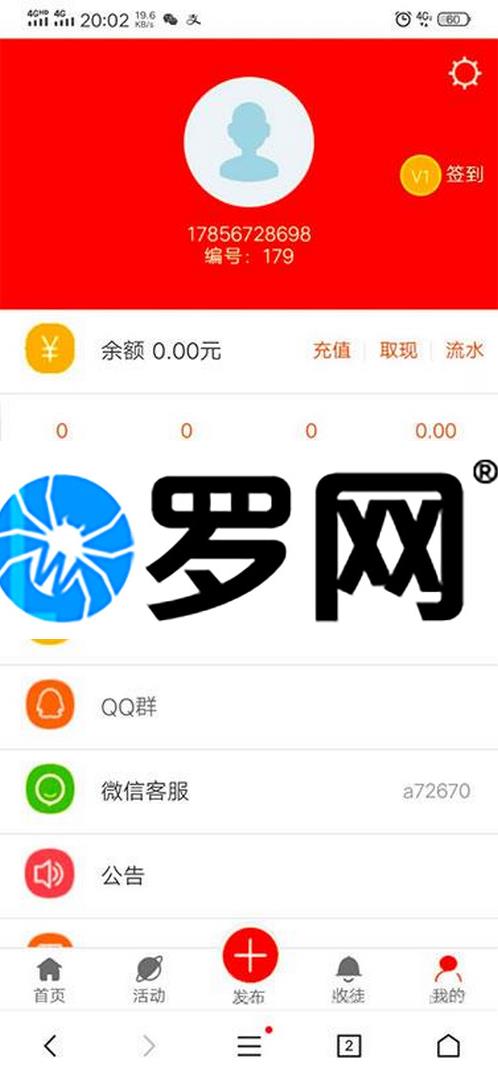 4GHD 4G 20:02 19.6 KB/s 4G 60
V1 签到
17856728698
编号：179
¥ 余额 0.00元 充值 取现 流水
0 0 0 0.00
罗网®
QQ群
微信客服 a72670
公告
首页 活动 发布 收徒 我的
2